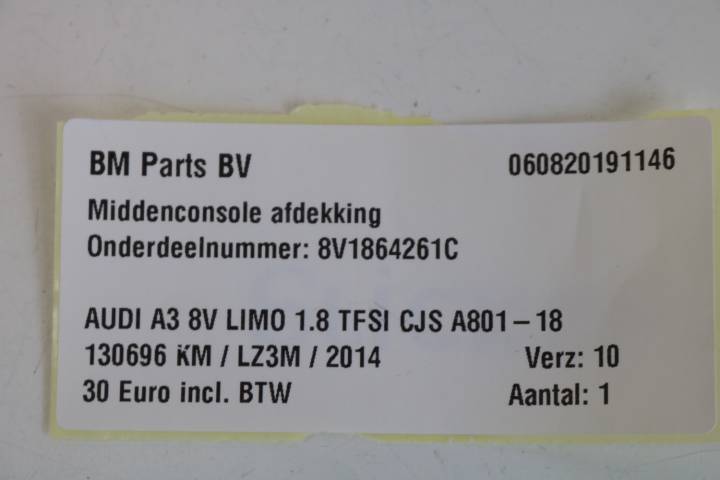 BM Parts BV 060820191146
Middenconsole afdekking
Onderdeelnummer: 8V1864261C
AUDI A3 8V LIMO 1.8 TFSI CJS A801-18
130696 KM / LZ3M / 2014 Verz: 10
30 Euro incl. BTW Aantal: 1